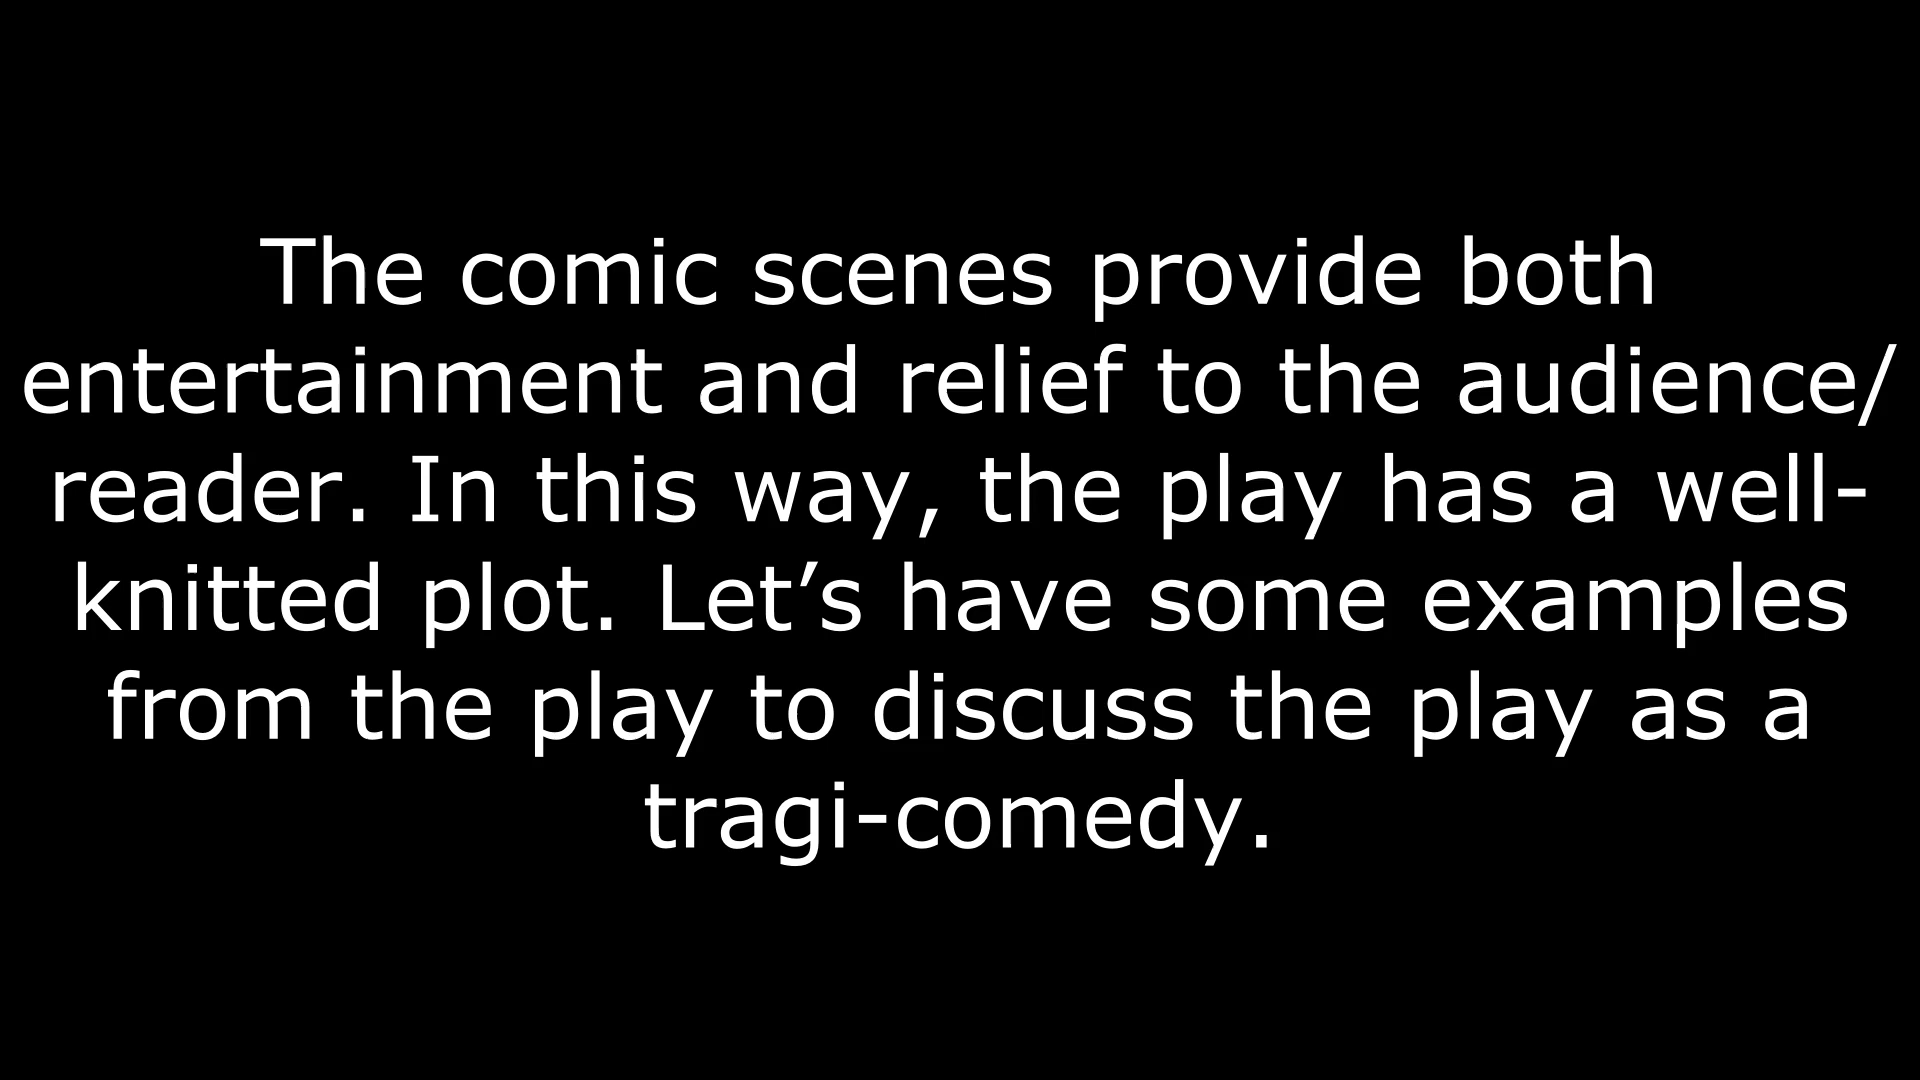 The comic scenes provide both
entertainment and relief to the audience/
reader. In this way, the play has a well-
knitted plot. Let’s have some examples
from the play to discuss the play as a
tragi-comedy.